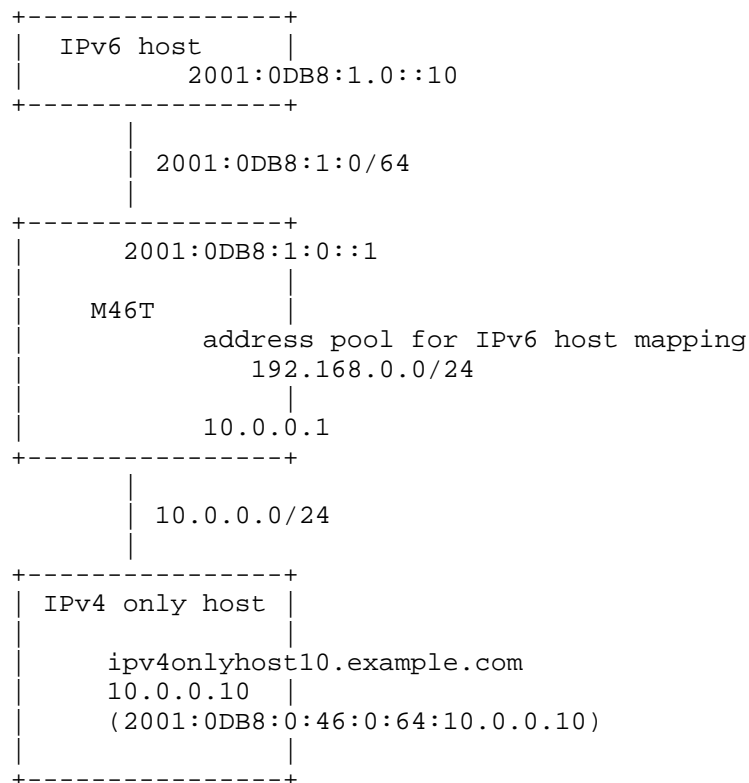 IPv6 host
2001:0DB8:1.0::10
2001:0DB8:1:0/64
2001:0DB8:1:0::1
M46T
address pool for IPv6 host mapping
192.168.0.0/24
10.0.0.1
10.0.0.0/24
IPv4 only host
ipv4onlyhost10.example.com
10.0.0.10
(2001:0DB8:0:46:0:64:10.0.0.10)